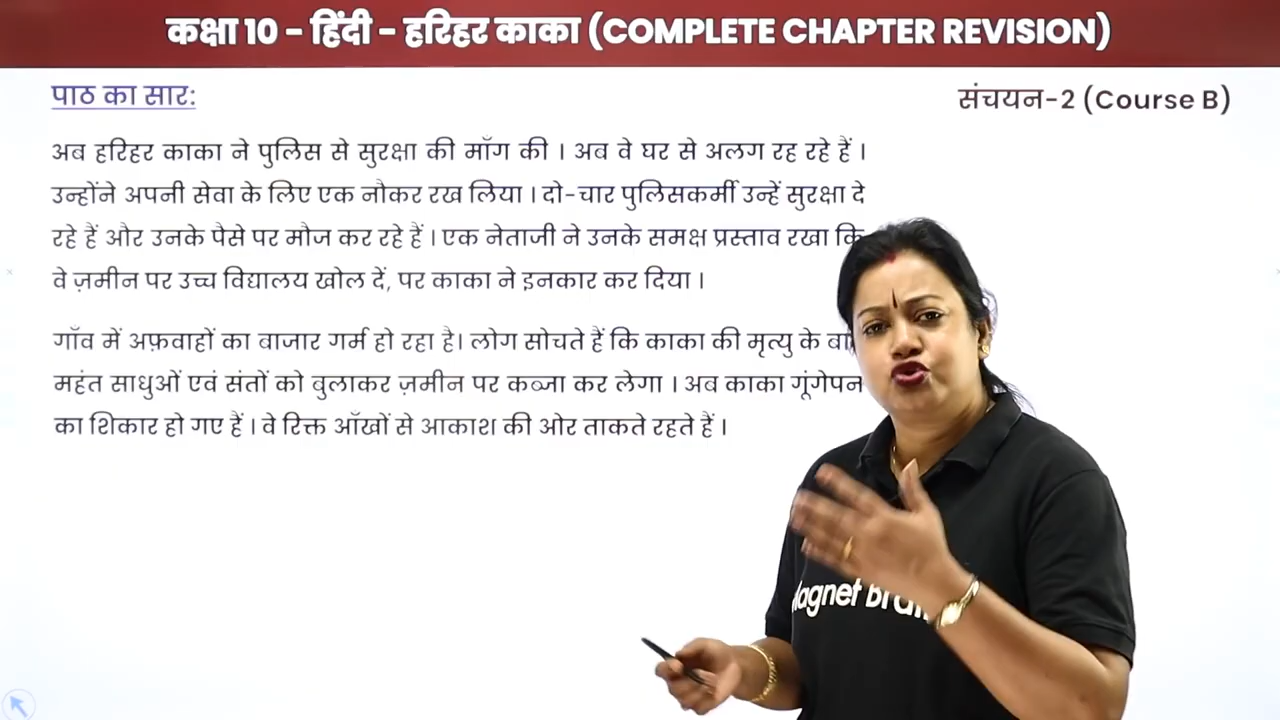 कक्षा 10 - हिंदी - हरिहर काका (COMPLETE CHAPTER REVISION)
पाठ का सार:
संचयन-2 (Course B)
अब हरिहर काका ने पुलिस से सुरक्षा की माँग की । अब वे घर से अलग रह रहे हैं ।
उन्होंने अपनी सेवा के लिए एक नौकर रख लिया । दो-चार पुलिसकर्मी उन्हें सुरक्षा दे
रहे हैं और उनके पैसे पर मौज कर रहे हैं । एक नेताजी ने उनके समक्ष प्रस्ताव रखा कि
वे ज़मीन पर उच्च विद्यालय खोल दें, पर काका ने इनकार कर दिया ।
गाँव में अफ़वाहों का बाजार गर्म हो रहा है। लोग सोचते हैं कि काका की मृत्यु के
महंत साधुओं एवं संतों को बुलाकर ज़मीन पर कब्जा कर लेगा । अब काका गूंगेपन
का शिकार हो गए हैं । वे रिक्त आँखों से आकाश की ओर ताकते रहते हैं ।